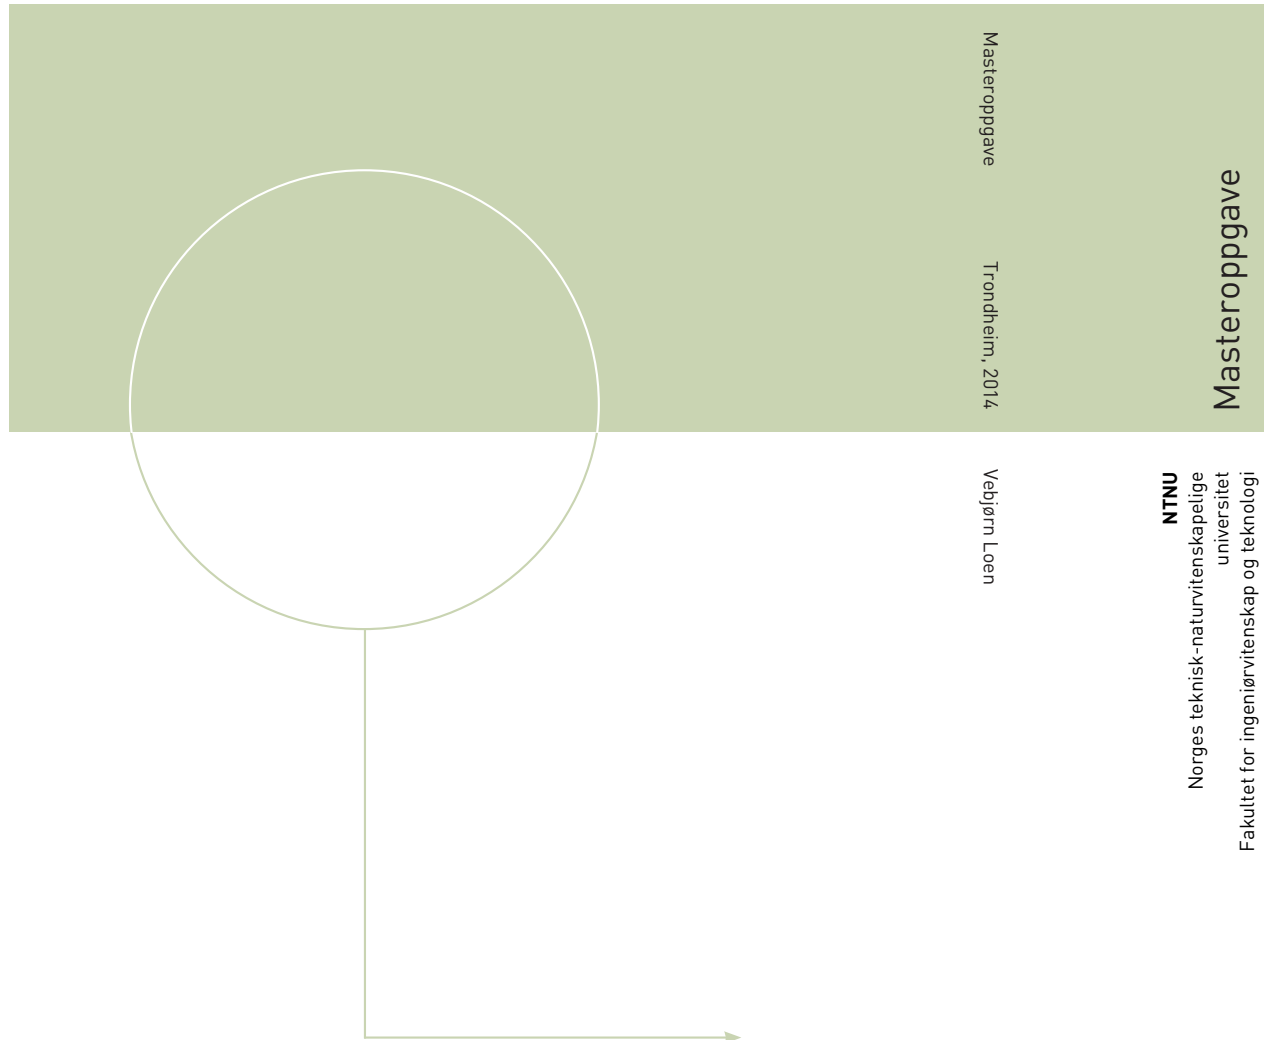 Masteroppgave
Trondheim, 2014
Vebjørn Loen
Masteroppgave
NTNU
Norges teknisk-naturvitenskapelige
universitet
Fakultet for ingeniørvitenskap og teknologi